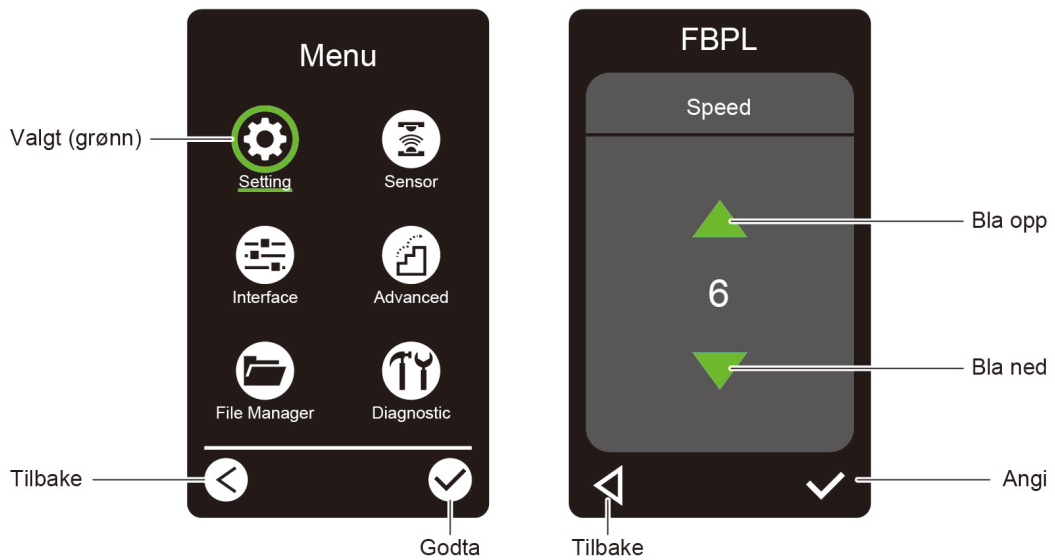 Menu
FBPL
Valgt (grønn)
Setting
Sensor
Interface
Advanced
File Manager
Diagnostic
Tilbake
Godta
Speed
Bla opp
6
Bla ned
Angi
Tilbake